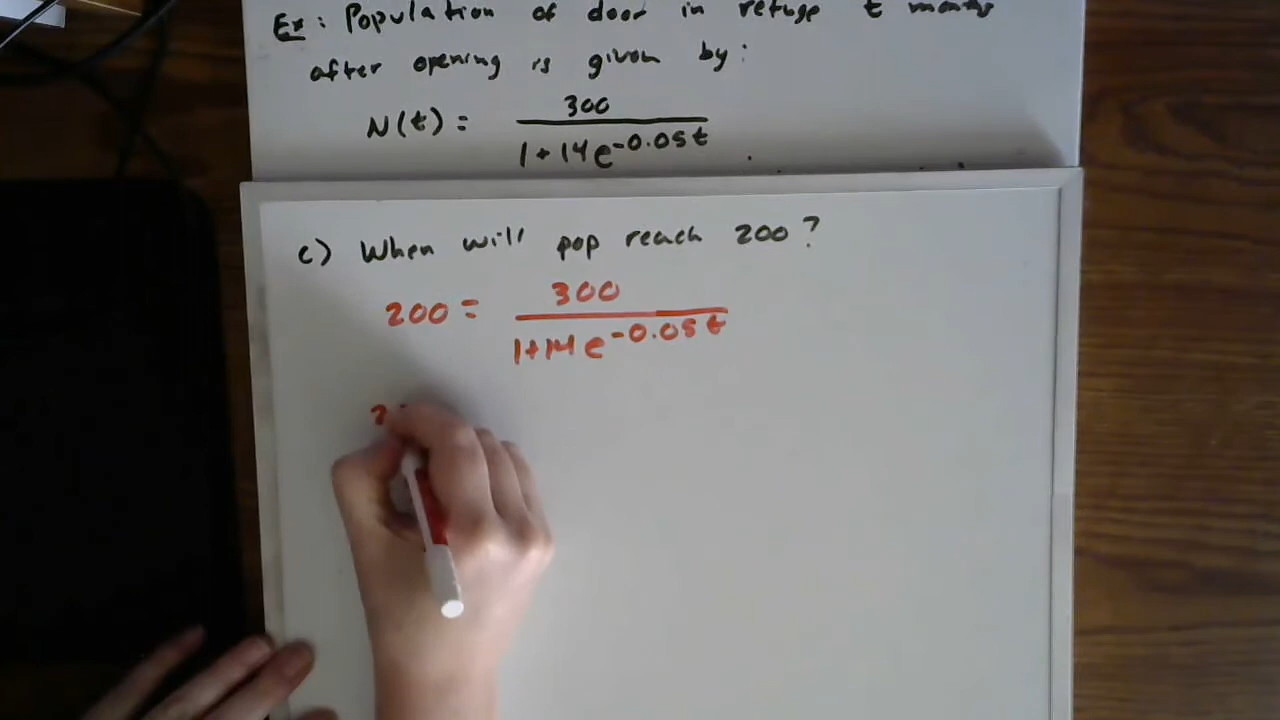 Ex: Population of door in refuge t months
after opening is given by:
N(t) = 300 / 1+14e^-0.05t
c) When will pop reach 200?
200 = 300 / 1+14e^-0.05t